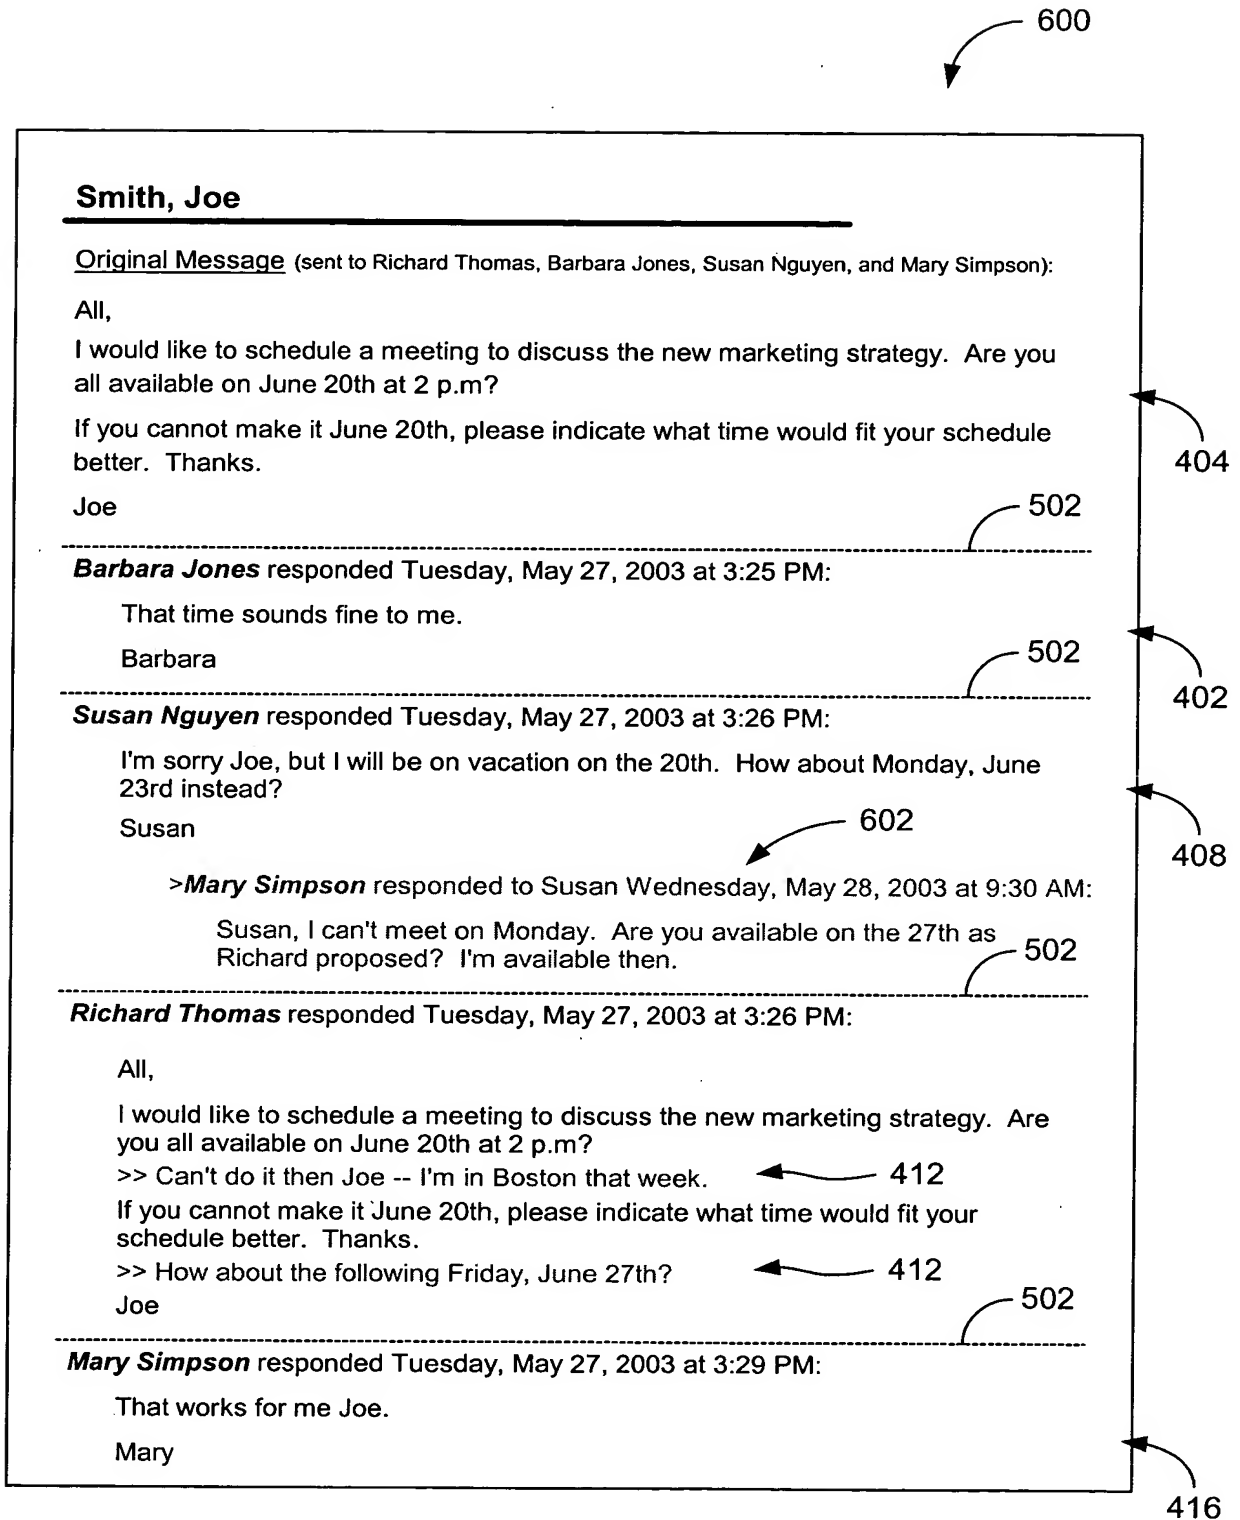 600
Smith, Joe
Original Message (sent to Richard Thomas, Barbara Jones, Susan Nguyen, and Mary Simpson):
All,
I would like to schedule a meeting to discuss the new marketing strategy.  Are you
all available on June 20th at 2 p.m?
404
If you cannot make it June 20th, please indicate what time would fit your schedule
better.  Thanks.
Joe
502
Barbara Jones responded Tuesday, May 27, 2003 at 3:25 PM:
That time sounds fine to me.
402
Barbara
502
Susan Nguyen responded Tuesday, May 27, 2003 at 3:26 PM:
I'm sorry Joe, but I will be on vacation on the 20th.  How about Monday, June
23rd instead?
408
Susan
602
>Mary Simpson responded to Susan Wednesday, May 28, 2003 at 9:30 AM:
Susan, I can't meet on Monday.  Are you available on the 27th as
Richard proposed?  I'm available then.
502
Richard Thomas responded Tuesday, May 27, 2003 at 3:26 PM:
All,
I would like to schedule a meeting to discuss the new marketing strategy.  Are
you all available on June 20th at 2 p.m?
>> Can't do it then Joe -- I'm in Boston that week.
412
If you cannot make it June 20th, please indicate what time would fit your
schedule better.  Thanks.
>> How about the following Friday, June 27th?
412
Joe
502
Mary Simpson responded Tuesday, May 27, 2003 at 3:29 PM:
That works for me Joe.
Mary
416